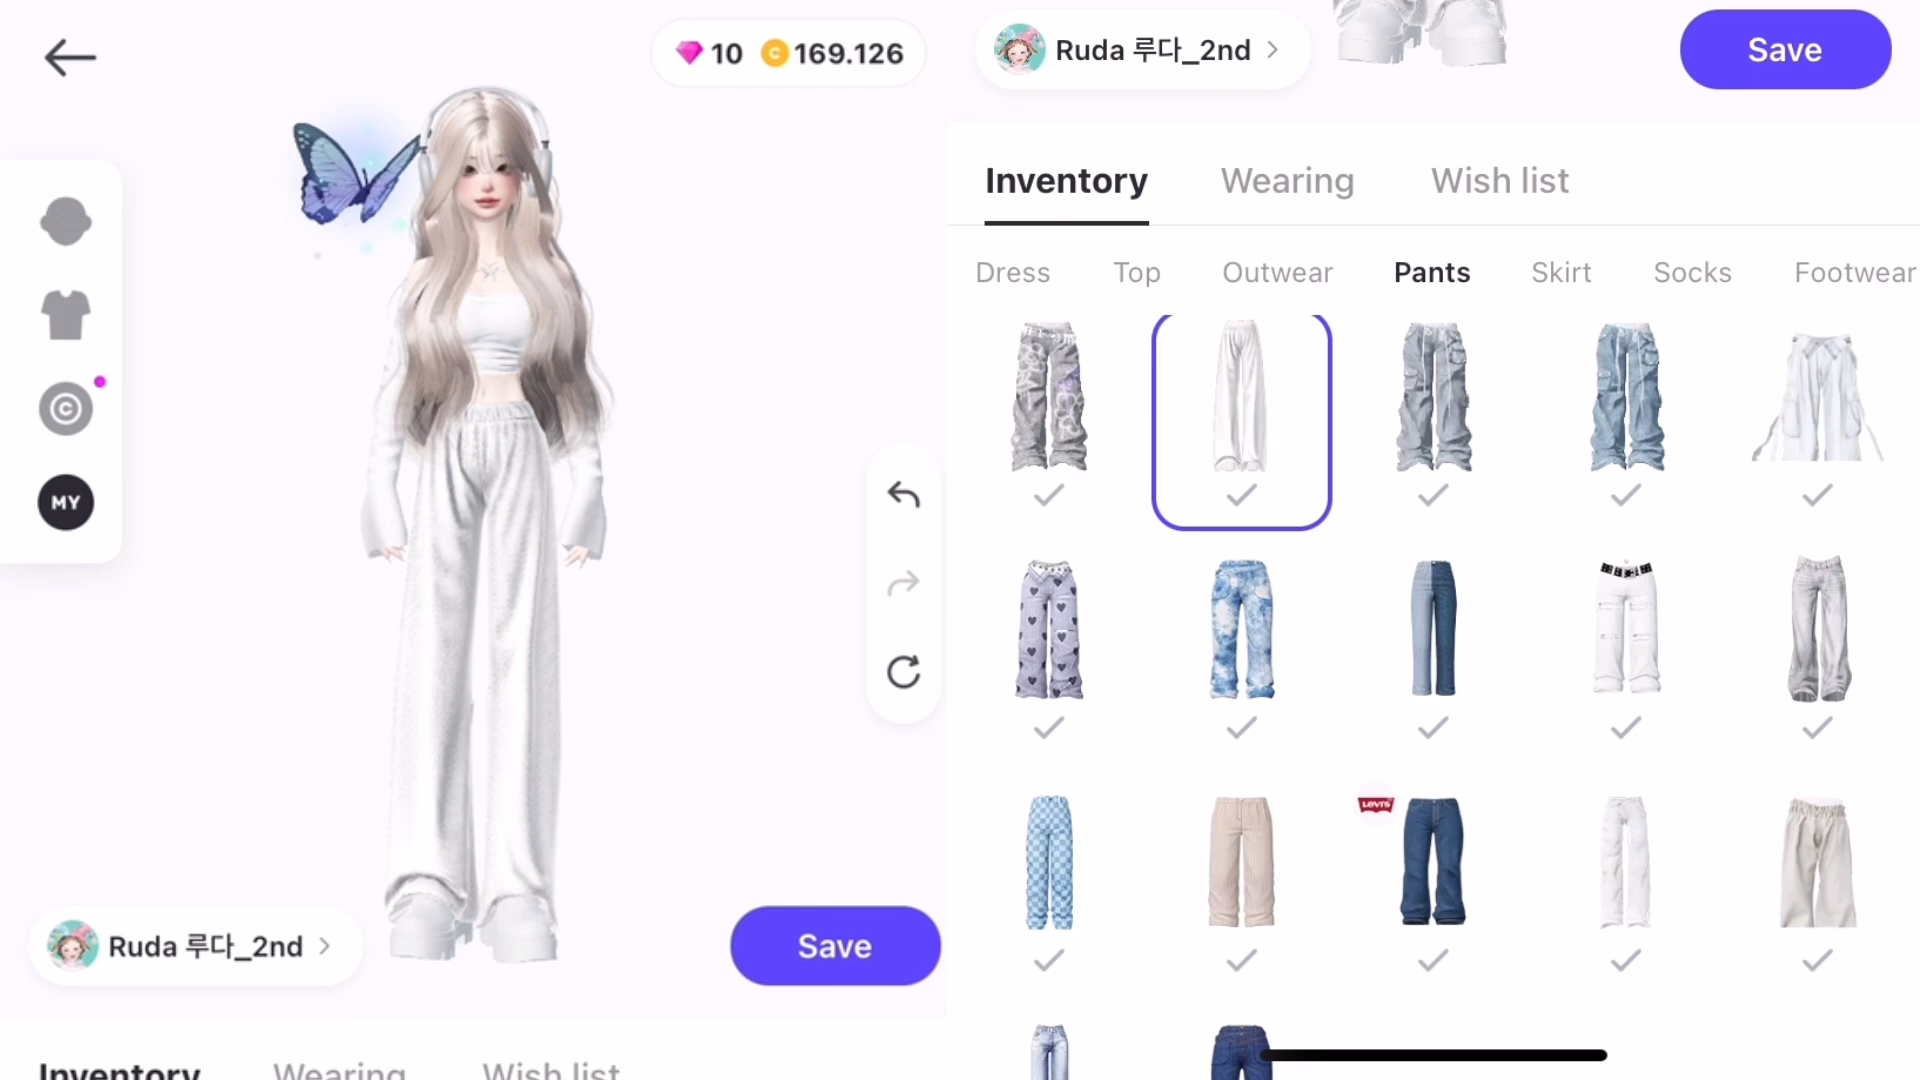 10 C 169.126
MY
Ruda 루다_2nd
Save
Inventory Wearing Wish list
Ruda 루다_2nd
Save
Inventory Wearing Wish list
Dress Top Outwear Pants Skirt Socks Footwear
Levi's